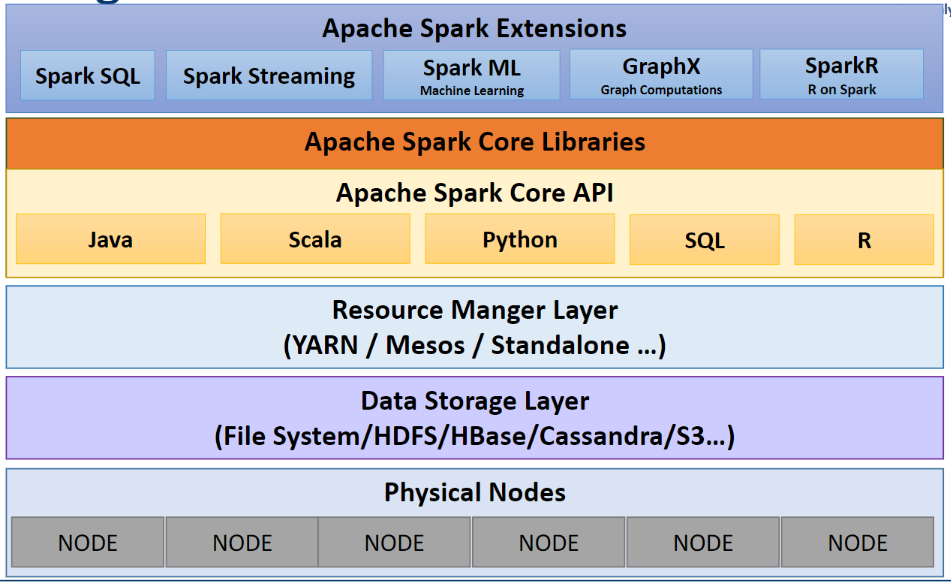 Apache Spark Extensions
Spark SQL
Spark Streaming
Spark ML
Machine Learning
GraphX
Graph Computations
SparkR
R on Spark
Apache Spark Core Libraries
Apache Spark Core API
Java
Scala
Python
SQL
R
Resource Manger Layer
(YARN / Mesos / Standalone …)
Data Storage Layer
(File System/HDFS/HBase/Cassandra/S3…)
Physical Nodes
NODE
NODE
NODE
NODE
NODE
NODE